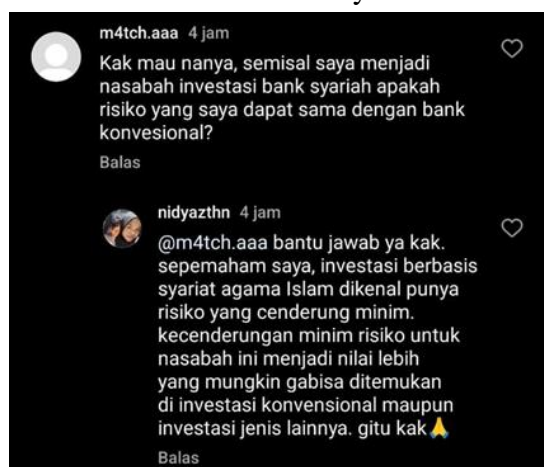 m4tch.aaa 4 jam
Kak mau nanya, semisal saya menjadi
nasabah investasi bank syariah apakah
risiko yang saya dapat sama dengan bank
konvesional?
Balas
nidyazthn 4 jam
@m4tch.aaa bantu jawab ya kak.
sepemaham saya, investasi berbasis
syariat agama Islam dikenal punya
risiko yang cenderung minim.
kecenderungan minim risiko untuk
nasabah ini menjadi nilai lebih
yang mungkin gabisa ditemukan
di investasi konvensional maupun
investasi jenis lainnya. gitu kak🙏
Balas